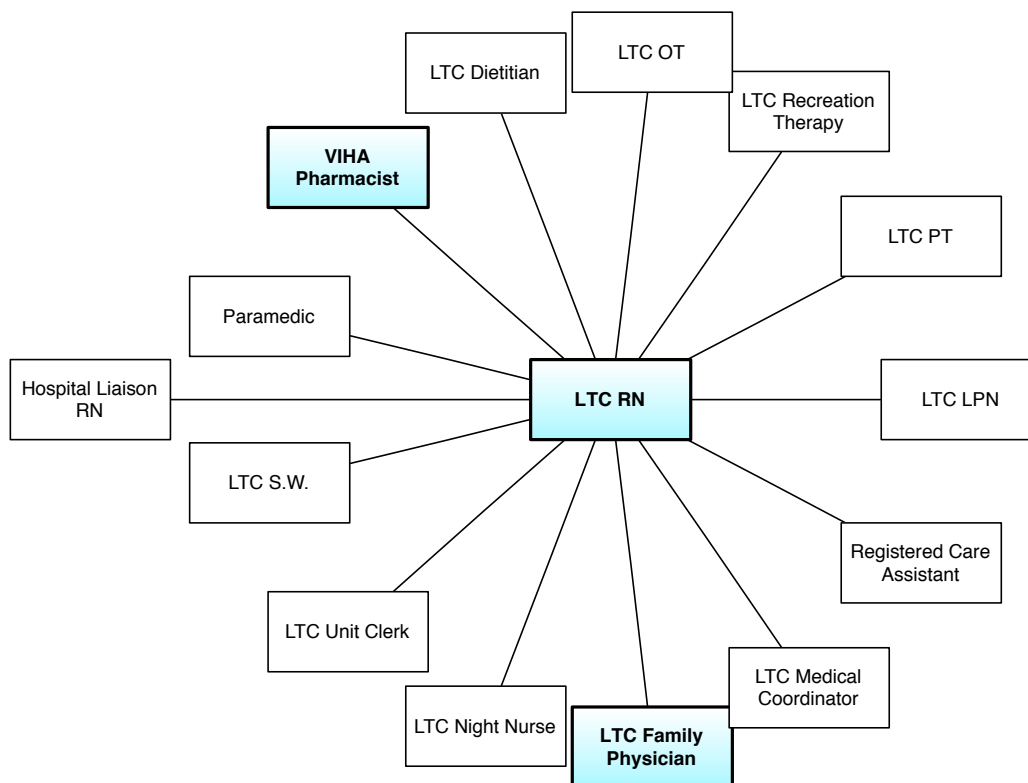 LTC OT
LTC Dietitian
LTC Recreation
Therapy
VIHA
Pharmacist
LTC PT
Paramedic
Hospital Liaison
RN
LTC RN
LTC LPN
LTC S.W.
Registered Care
Assistant
LTC Unit Clerk
LTC Medical
Coordinator
LTC Night Nurse
LTC Family
Physician